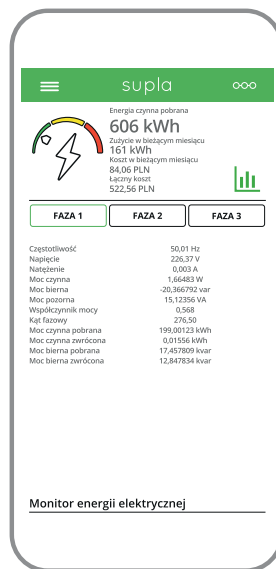 supla
Energia czynna pobrana
606 kWh
Zużycie w bieżącym miesiącu
161 kWh
Koszt w bieżącym miesiącu
84,06 PLN
Łączny koszt
522,56 PLN
FAZA 1 FAZA 2 FAZA 3
Częstotliwość 50,01 Hz
Napięcie 226,37 V
Natężenie 0,003 A
Moc czynna 1,66483 W
Moc bierna -20,366792 var
Moc pozorna 15,12356 VA
Współczynnik mocy 0,568
Kąt fazowy 276,50
Moc czynna pobrana 199,00123 kWh
Moc czynna zwrócona 0,01556 kWh
Moc bierna pobrana 17,457809 kvar
Moc bierna zwrócona 12,847834 kvar
Monitor energii elektrycznej